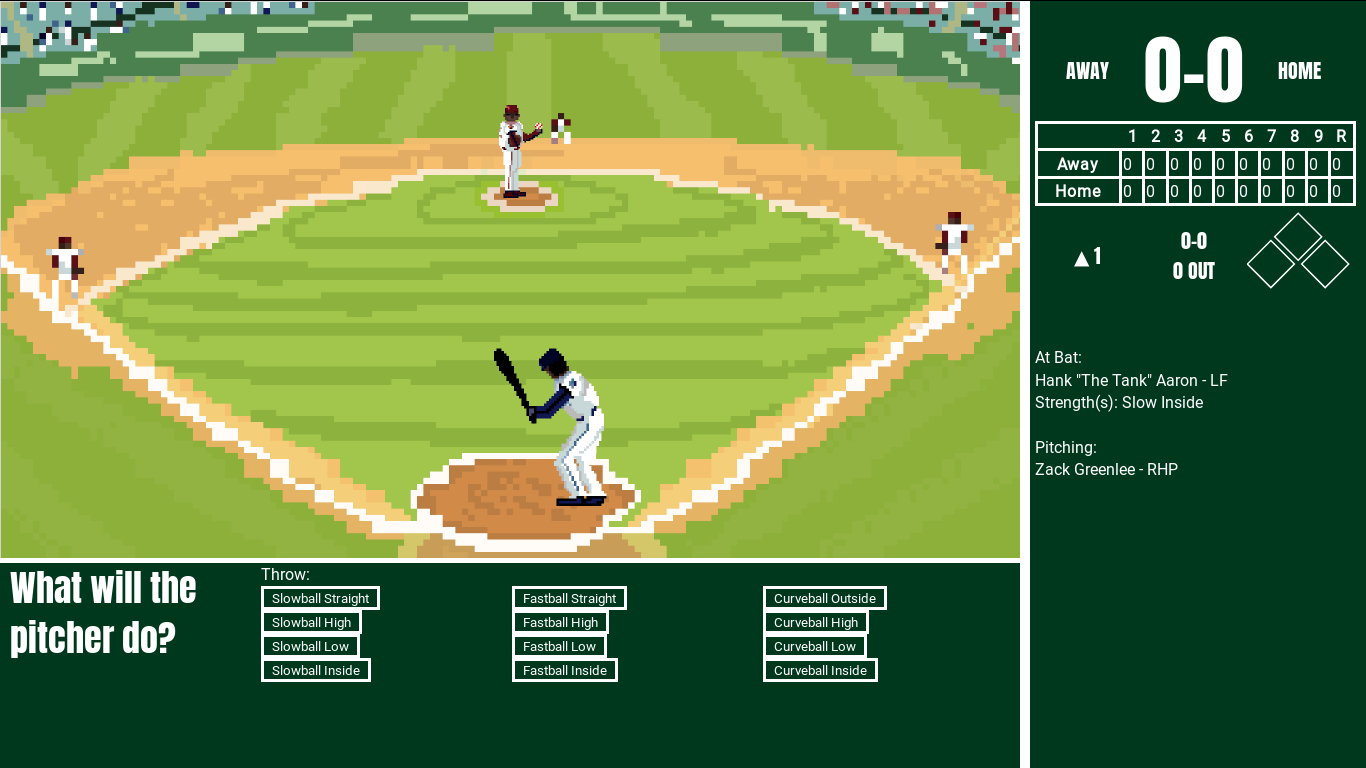 AWAY 0-0 HOME
1 2 3 4 5 6 7 8 9 R
Away 0 0 0 0 0 0 0 0 0 0
Home 0 0 0 0 0 0 0 0 0 0
▲1
0-0
0 OUT
At Bat:
Hank "The Tank" Aaron - LF
Strength(s): Slow Inside
Pitching:
Zack Greenlee - RHP
What will the
pitcher do?
Throw:
Slowball Straight
Slowball High
Slowball Low
Slowball Inside
Fastball Straight
Fastball High
Fastball Low
Fastball Inside
Curveball Outside
Curveball High
Curveball Low
Curveball Inside